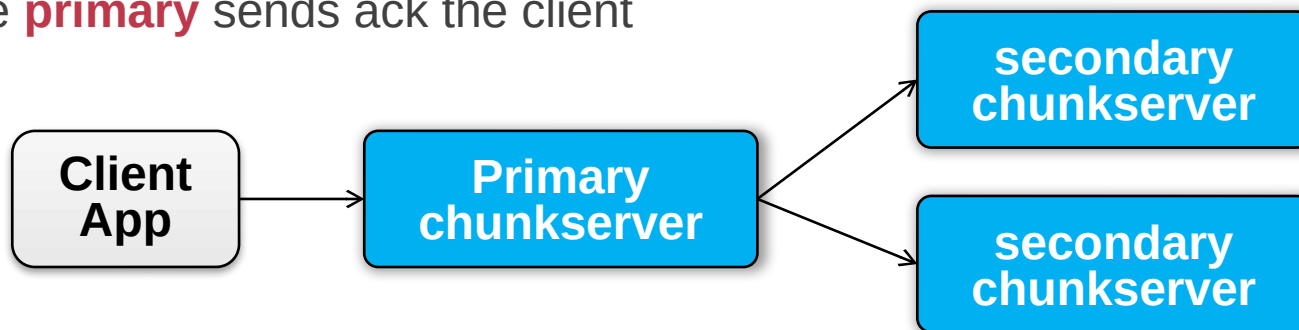 primary sends ack the client
secondary
chunkserver
Client
App
Primary
chunkserver
secondary
chunkserver